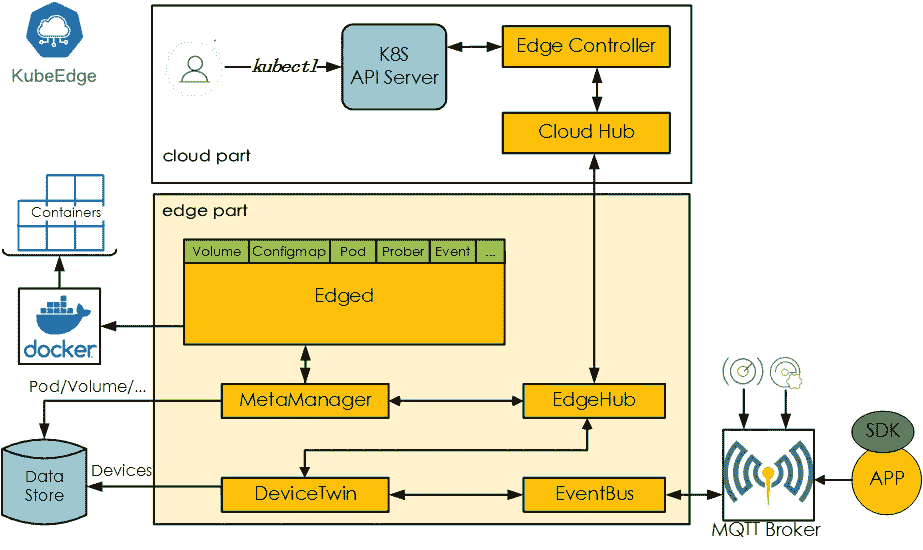 KubeEdge
kubectl
K8S
API Server
Edge Controller
Cloud Hub
cloud part
edge part
Containers
Volume
Configmap
Pod
Prober
Event
...
Edged
docker
Pod/Volume/...
MetaManager
EdgeHub
Data
Store
Devices
DeviceTwin
EventBus
MQTT Broker
SDK
APP